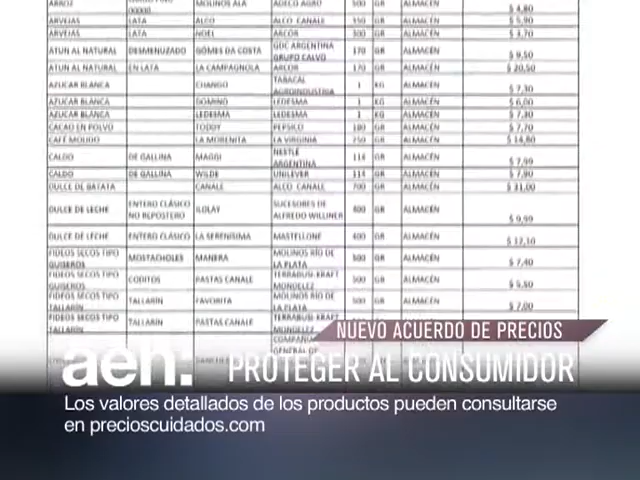 ARROZ 00000 MOLINOS ALA ADECO AGRO 500 GR ALMACÉN $ 4,80
ARVEJAS LATA ALCO ALCO CANALE 350 GR ALMACÉN $ 5,90
ARVEJAS LATA NOEL ARCOR 300 GR ALMACÉN $ 3,70
ATUN AL NATURAL DESMENUZADO GOMES DA COSTA GDC ARGENTINA GRUPO CALVO 170 GR ALMACÉN $ 9,50
ATUN AL NATURAL EN LATA LA CAMPAGNOLA ARCOR 170 GR ALMACÉN $ 20,50
AZUCAR BLANCA CHANGO TABACAL AGROINDUSTRIA 1 KG ALMACÉN $ 7,30
AZUCAR BLANCA DOMINO LEDESMA 1 KG ALMACÉN $ 6,00
AZUCAR BLANCA LEDESMA LEDESMA 1 KG ALMACÉN $ 7,30
CACAO EN POLVO TODDY PEPSICO 180 GR ALMACÉN $ 7,70
CAFÉ MOLIDO LA MORENITA LA VIRGINIA 250 GR ALMACÉN $ 14,80
CALDO DE GALLINA MAGGI NESTLÉ ARGENTINA 114 GR ALMACÉN $ 7,99
CALDO DE GALLINA WILDE UNILEVER 114 GR ALMACÉN $ 7,90
DULCE DE BATATA CANALE ALCO CANALE 700 GR ALMACÉN
DULCE DE LECHE ENTERO CLÁSICO NO REPOSTERO ILOLAY SUCESORES DE ALFREDO WILLINER 400 GR ALMACÉN $ 9,99
DULCE DE LECHE ENTERO CLÁSICO LA SERENÍSIMA MASTELLONE 400 GR ALMACÉN $ 12,10
FIDEOS SECOS TIPO GUISEROS MOSTACHOLES MANERA MOLINOS RÍO DE LA PLATA 500 GR ALMACÉN $ 7,40
FIDEOS SECOS TIPO GUISEROS CODITOS PASTAS CANALE TERRABUSI KRAFT MONDELEZ 500 GR ALMACÉN $ 5,50
FIDEOS SECOS TIPO TALLARÍN TALLARÍN FAVORITA MOLINOS RÍO DE LA PLATA 500 GR ALMACÉN $ 7,00
FIDEOS SECOS TIPO TALLARÍN TALLARÍN PASTAS CANALE TERRABUSI KRAFT MONDELEZ
NUEVO ACUERDO DE PRECIOS
aeh: PROTEGER AL CONSUMIDOR
Los valores detallados de los productos pueden consultarse
en precioscuidados.com